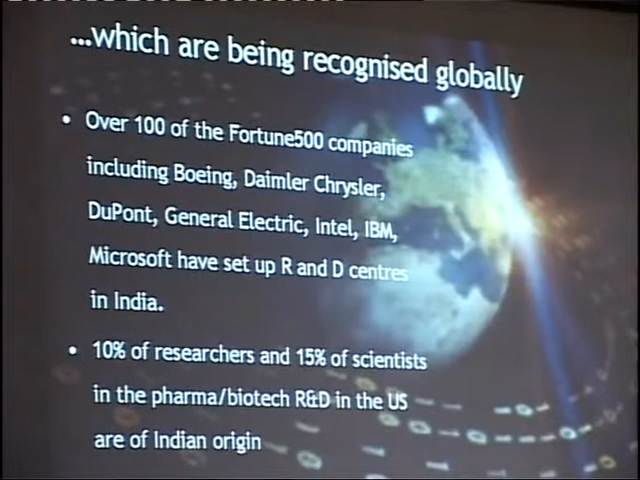 ...which are being recognised globally
• Over 100 of the Fortune500 companies
including Boeing, Daimler Chrysler,
DuPont, General Electric, Intel, IBM,
Microsoft have set up R and D centres
in India.
• 10% of researchers and 15% of scientists
in the pharma/biotech R&D in the US
are of Indian origin